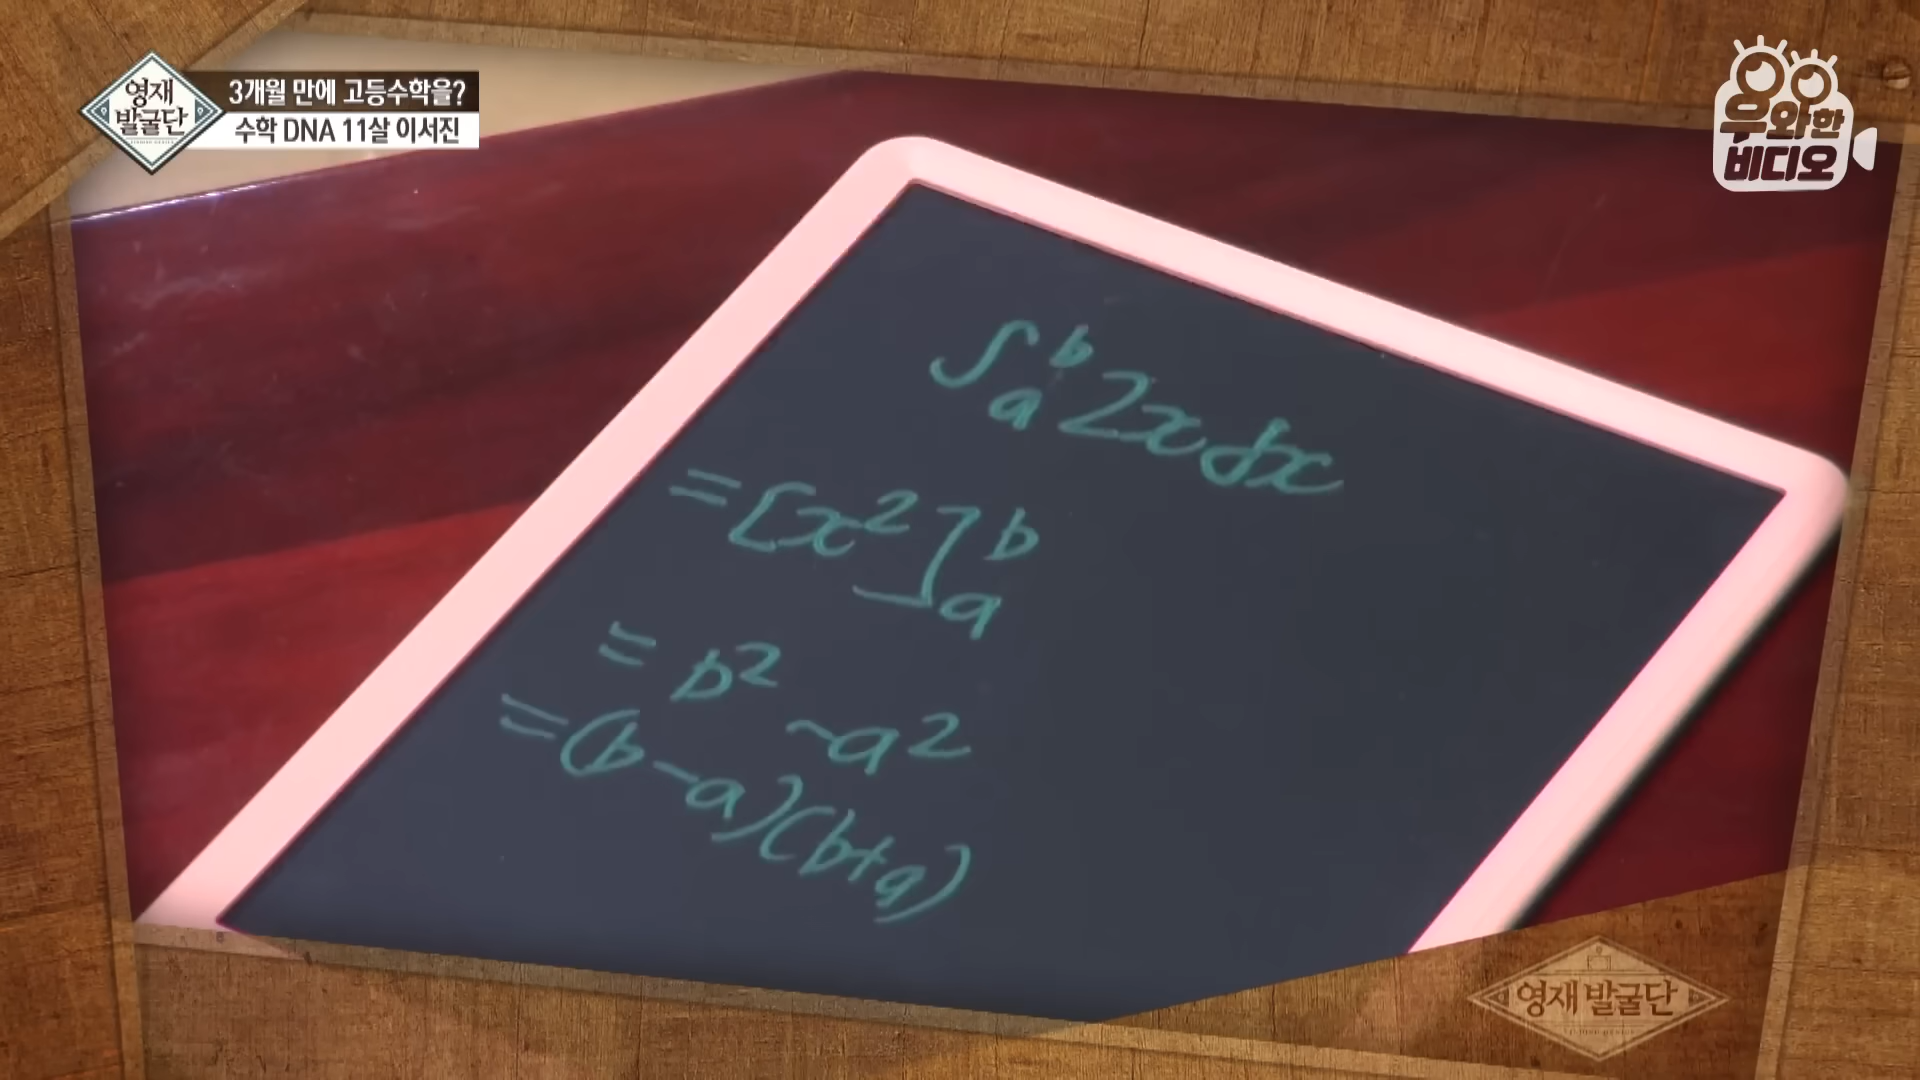 영재
발굴단
3개월 만에 고등수학을?
수학 DNA 11살 이서진
우와한
비디오
∫ₐᵇ 2x dx
= [x²]ₐᵇ
= b² - a²
= (b-a)(b+a)
영재 발굴단